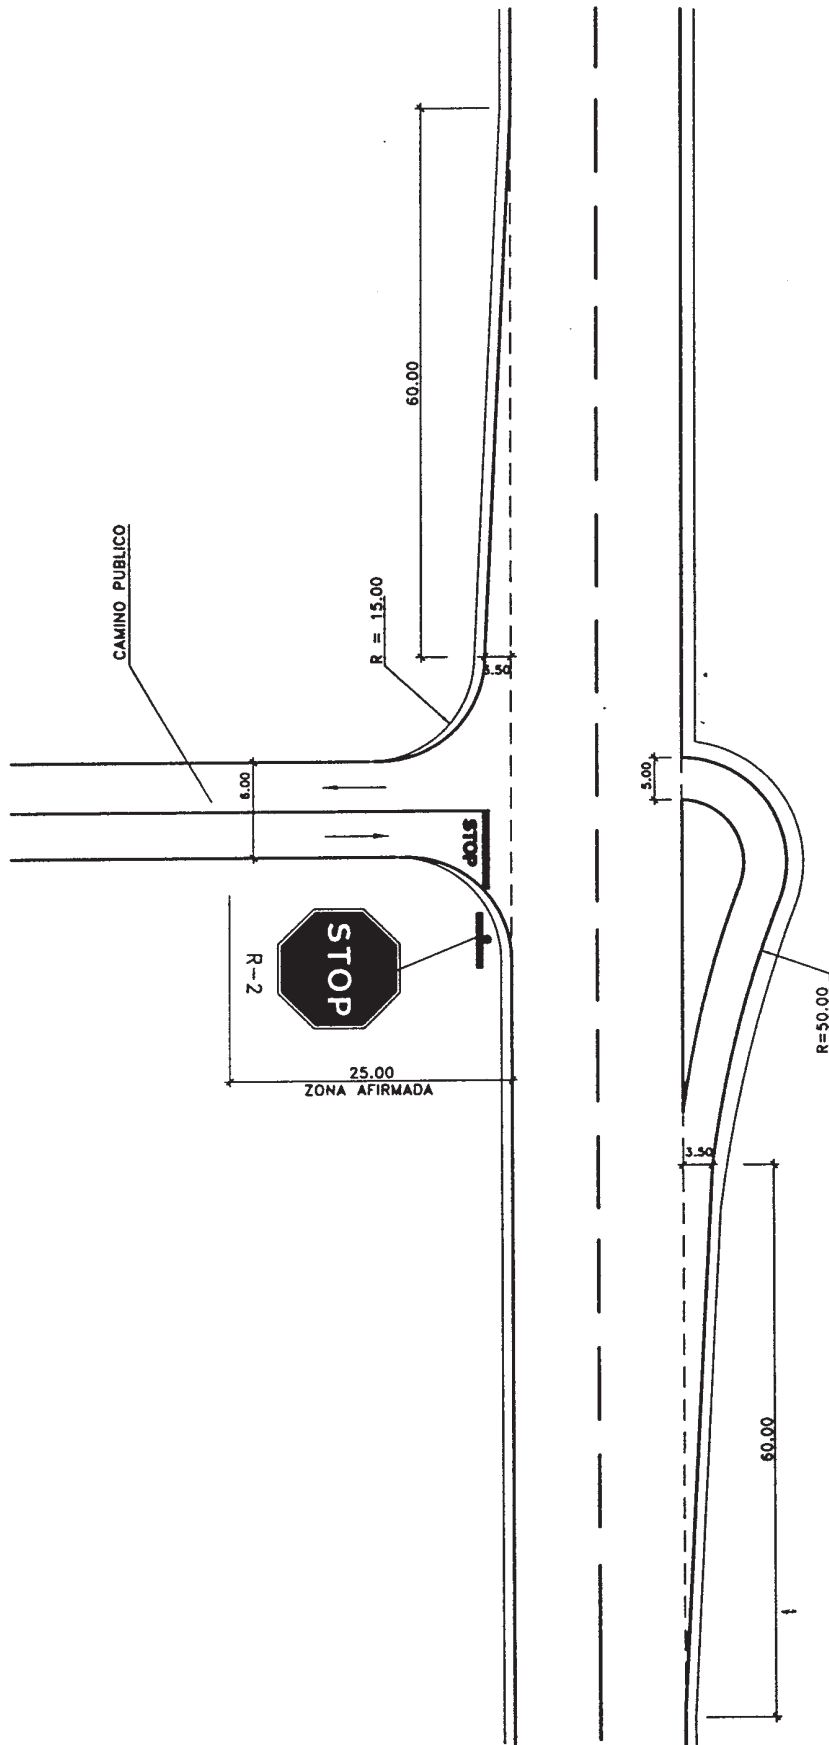 60.00
CAMINO PUBLICO
R = 15.00
3.50
6.00
5.00
STOP
STOP
R-2
R=50.00
25.00
ZONA AFIRMADA
3.50
60.00